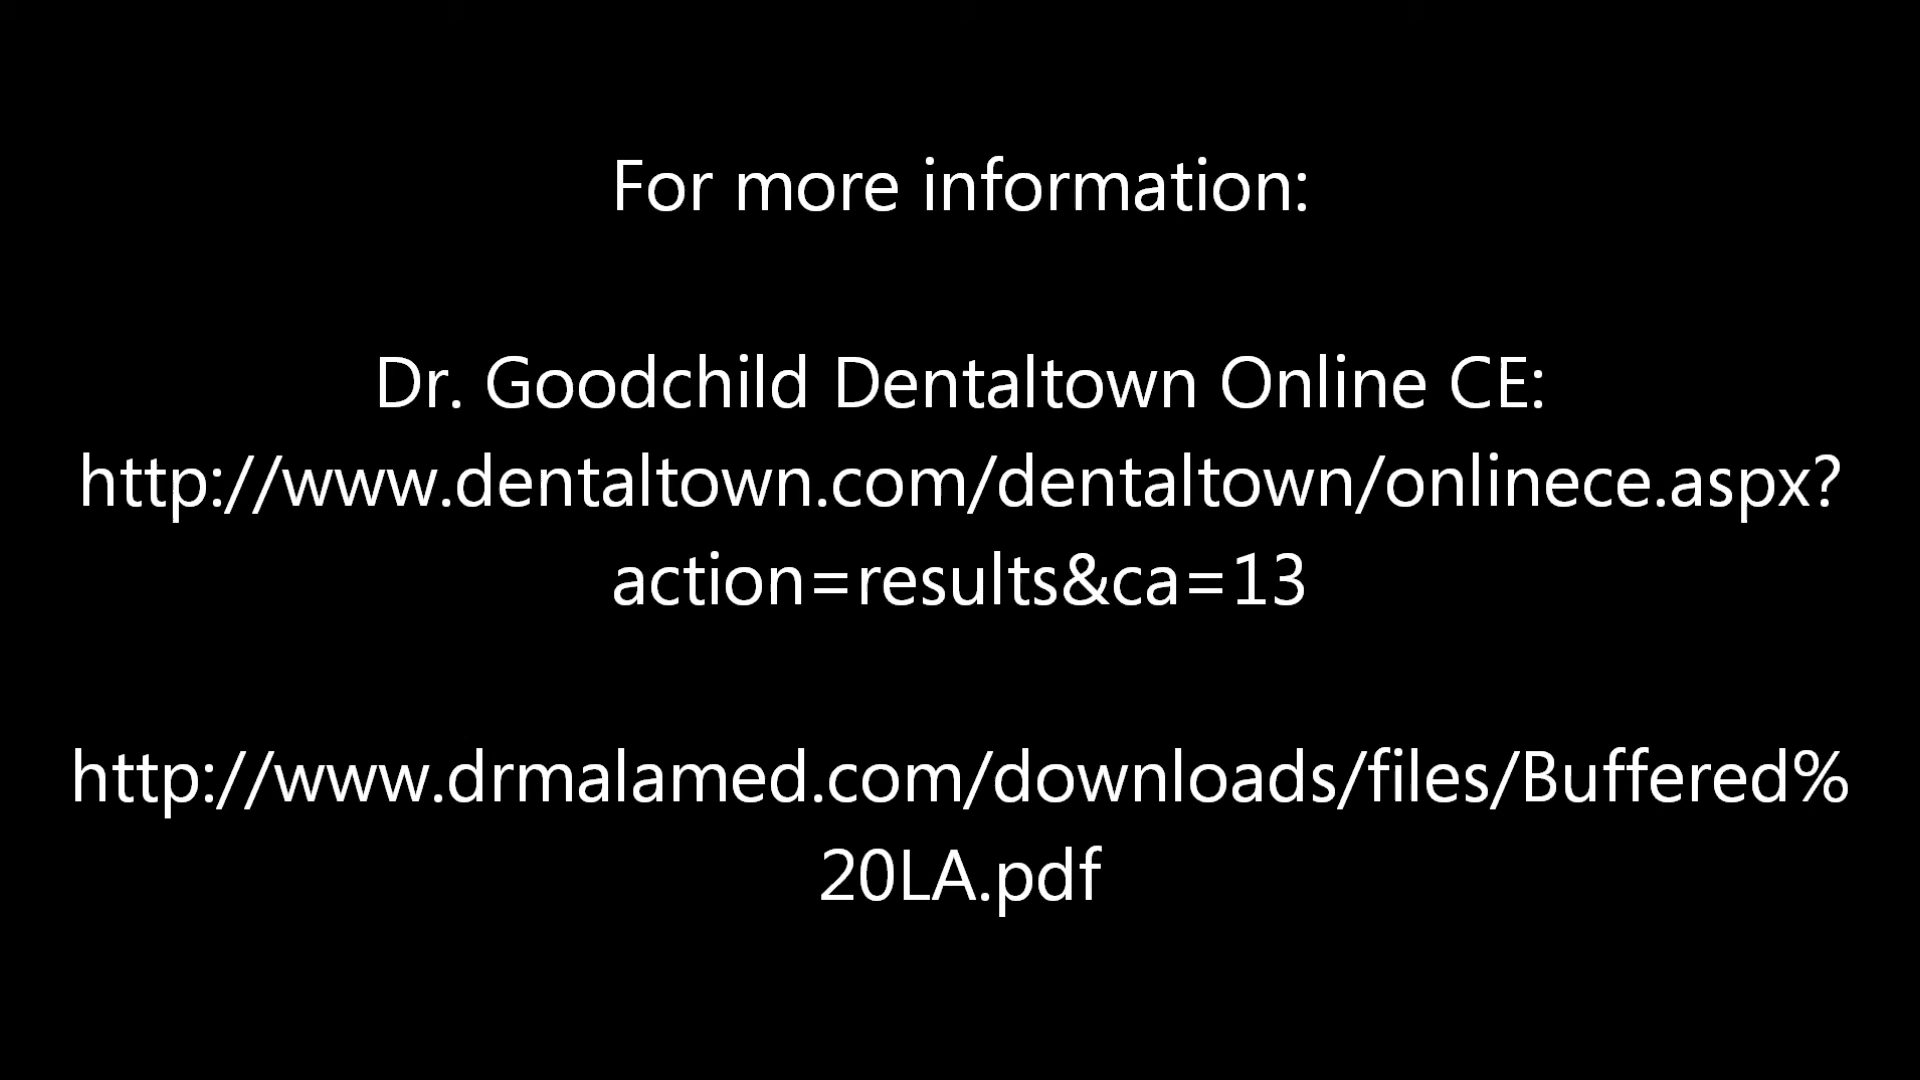 For more information:
Dr. Goodchild Dentaltown Online CE:
http://www.dentaltown.com/dentaltown/onlinece.aspx?
action=results&ca=13
http://www.drmalamed.com/downloads/files/Buffered%
20LA.pdf